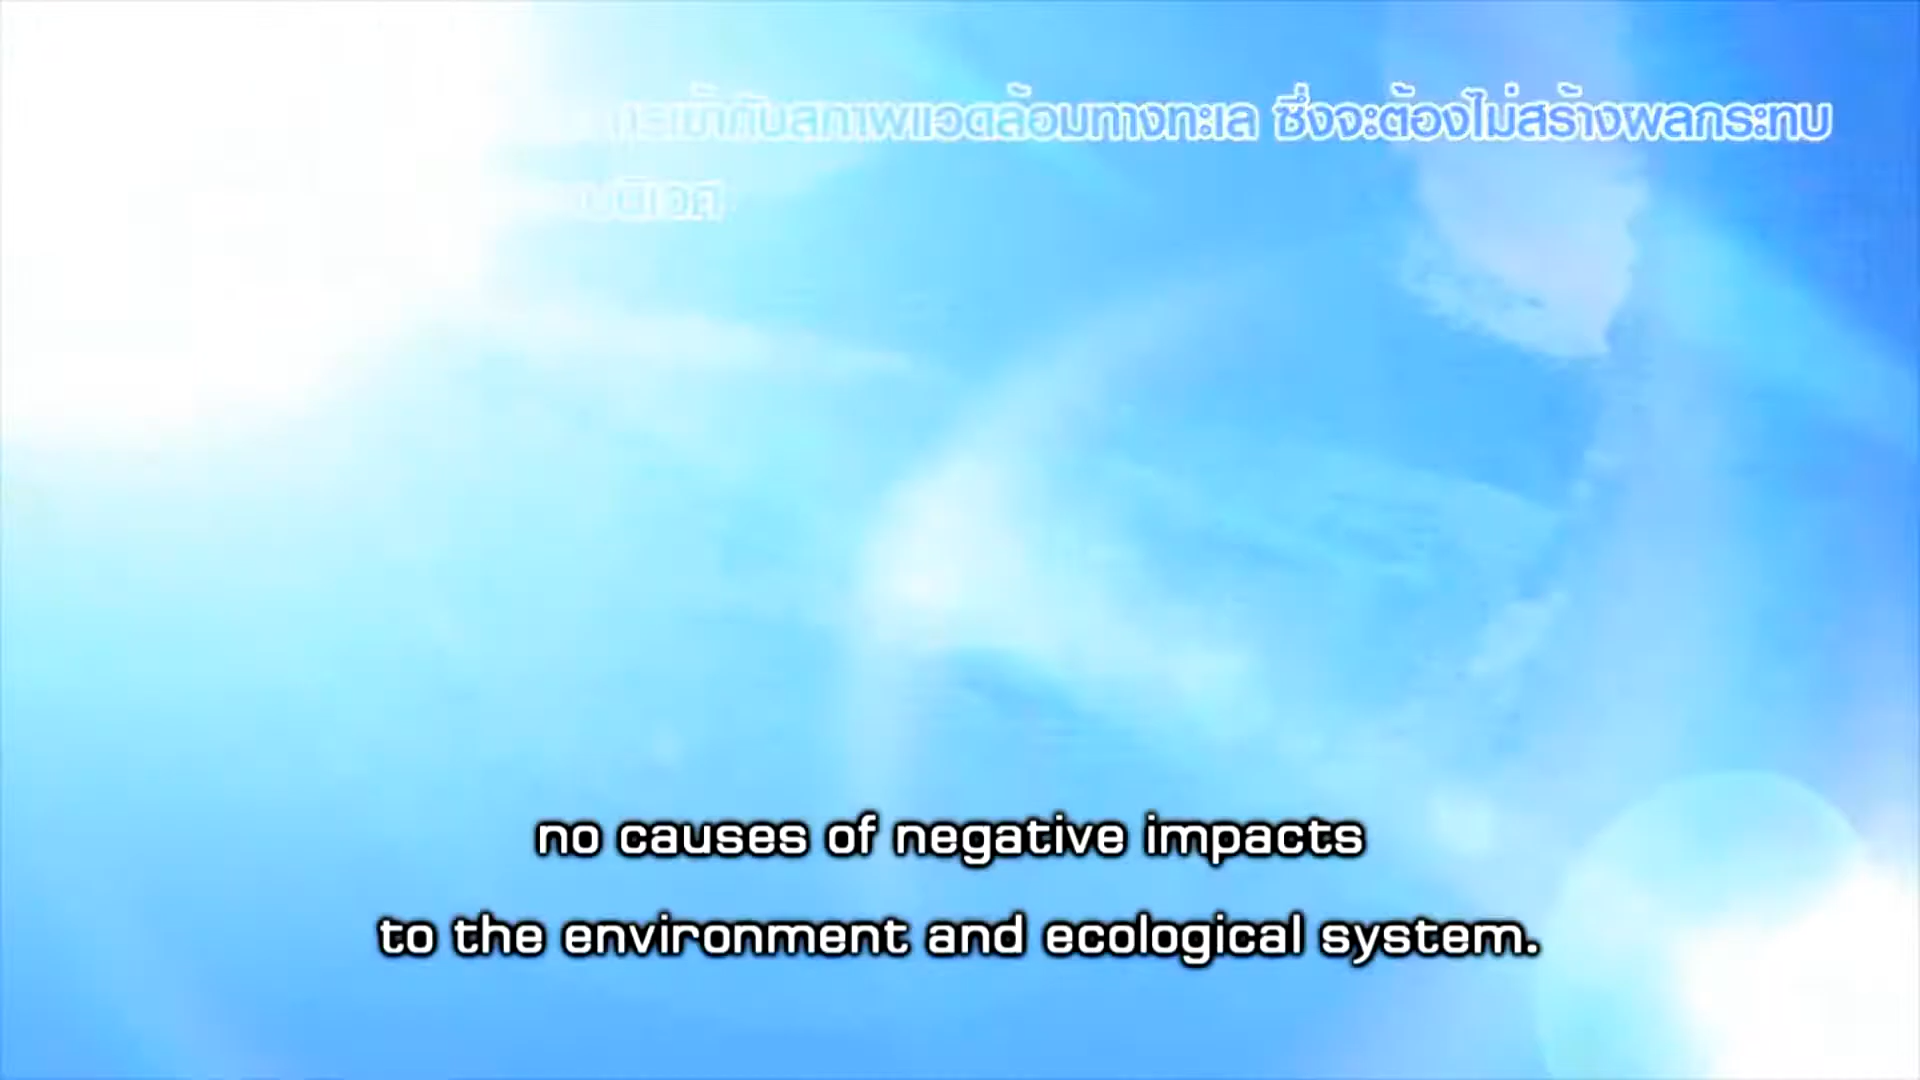 เข้ากับสภาพแวดล้อมทางทะเล ซึ่งจะต้องไม่สร้างผลกระทบ
no causes of negative impacts
to the environment and ecological system.